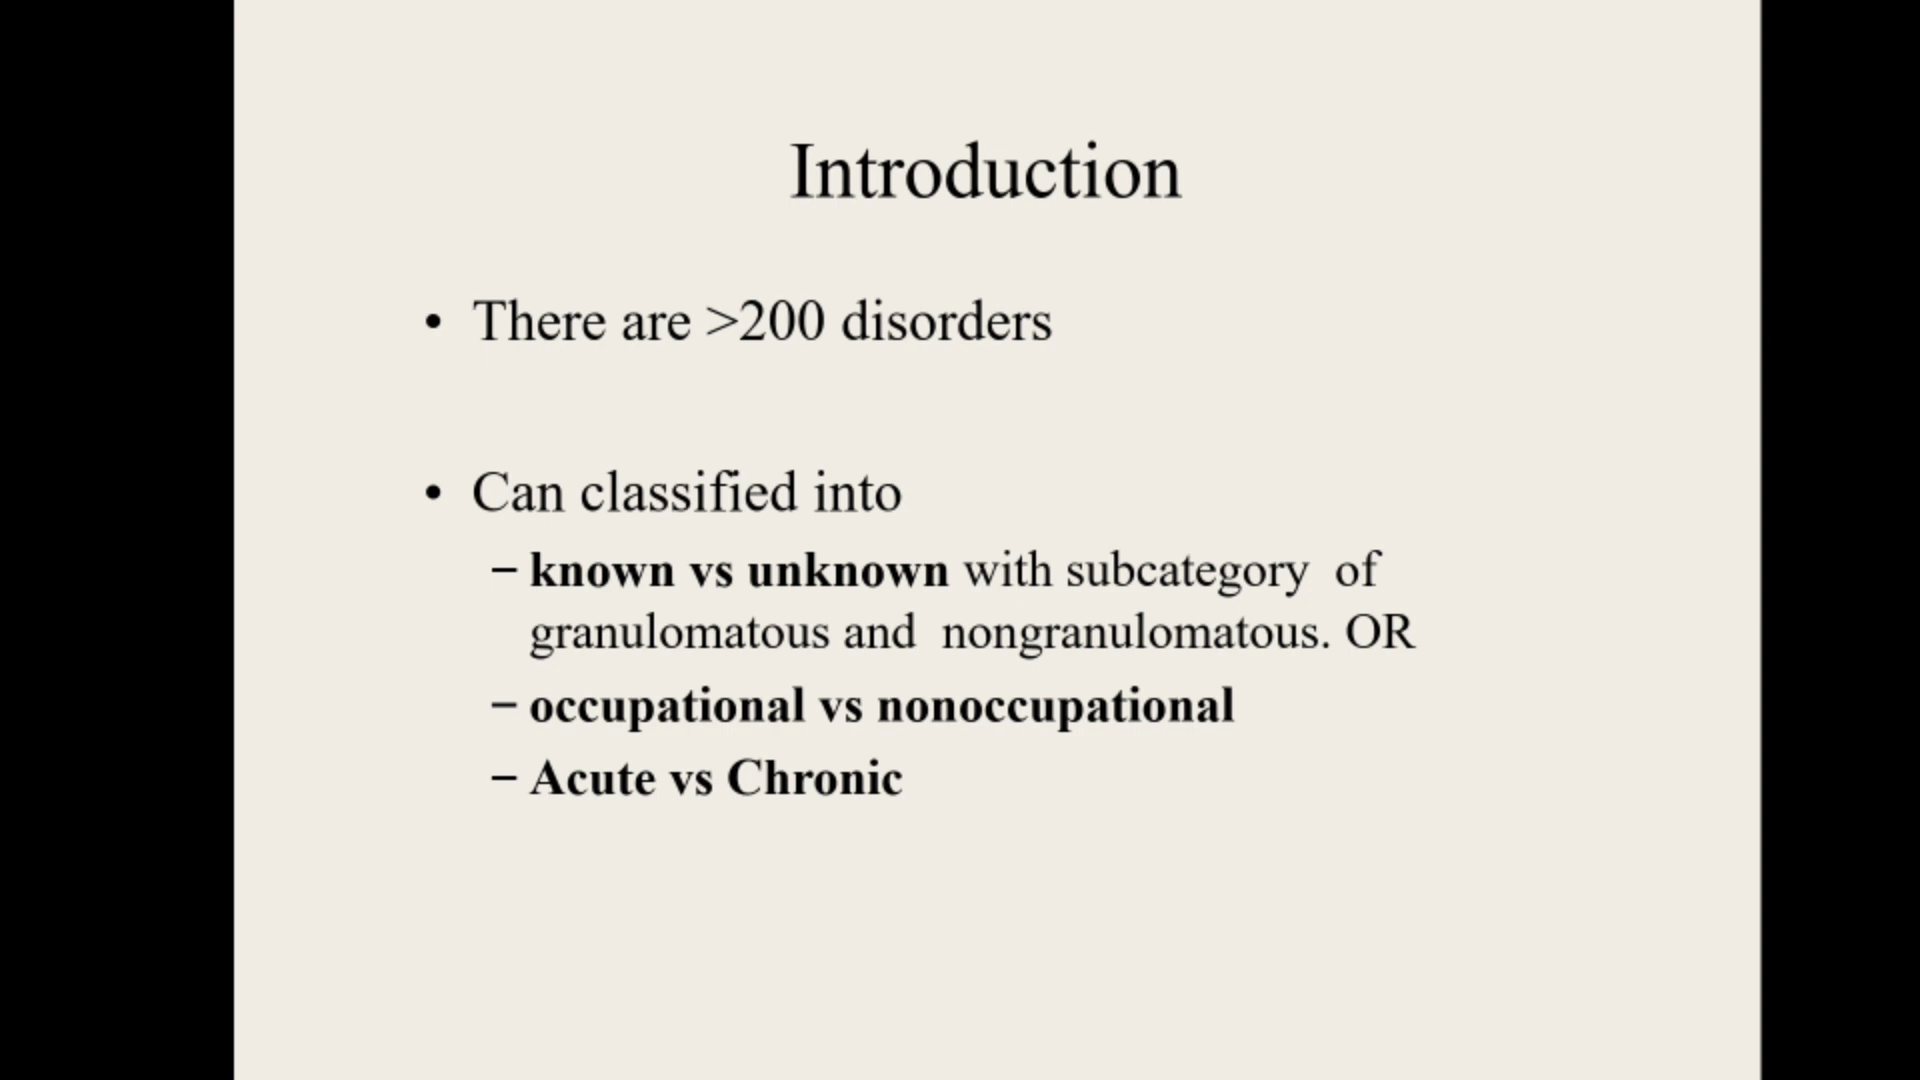 Introduction
• There are >200 disorders
• Can classified into
– known vs unknown with subcategory  of
granulomatous and  nongranulomatous. OR
– occupational vs nonoccupational
– Acute vs Chronic